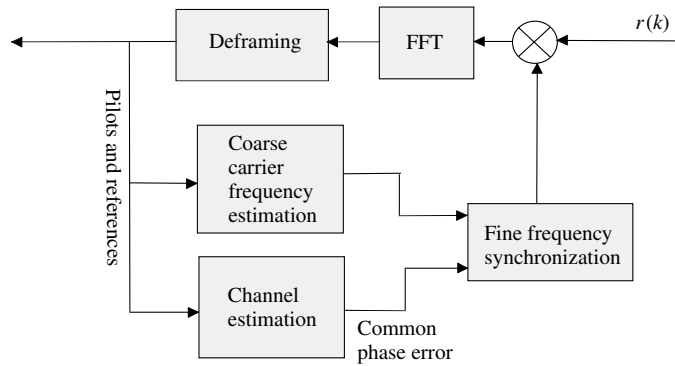 r(k)
Deframing
FFT
Pilots and references
Coarse
carrier
frequency
estimation
Fine frequency
synchronization
Channel
estimation
Common
phase error